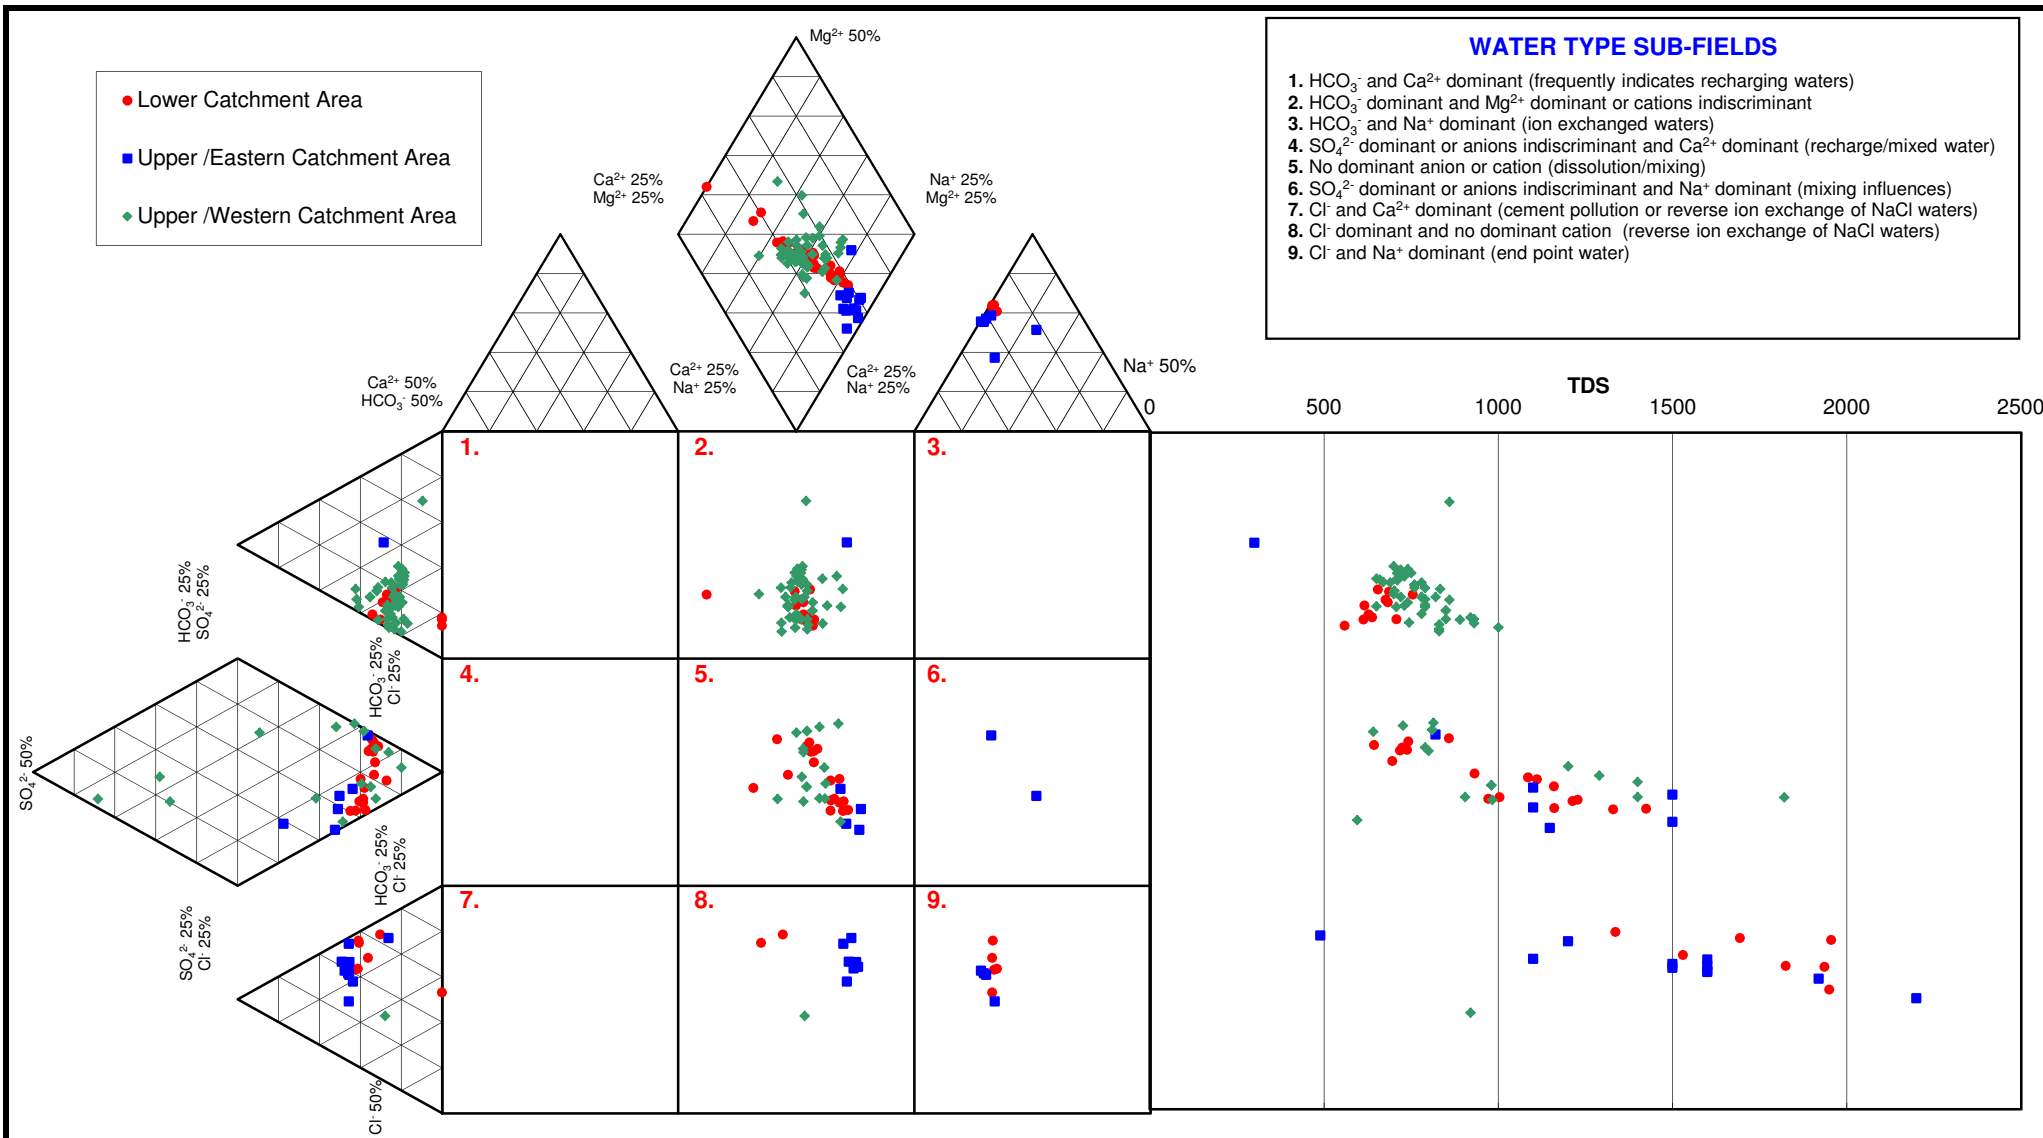 Mg²⁺ 50%
WATER TYPE SUB-FIELDS
1. HCO₃⁻ and Ca²⁺ dominant (frequently indicates recharging waters)
2. HCO₃⁻ dominant and Mg²⁺ dominant or cations indiscriminant
3. HCO₃⁻ and Na⁺ dominant (ion exchanged waters)
4. SO₄²⁻ dominant or anions indiscriminant and Ca²⁺ dominant (recharge/mixed water)
5. No dominant anion or cation (dissolution/mixing)
6. SO₄²⁻ dominant or anions indiscriminant and Na⁺ dominant (mixing influences)
7. Cl⁻ and Ca²⁺ dominant (cement pollution or reverse ion exchange of NaCl waters)
8. Cl⁻ dominant and no dominant cation (reverse ion exchange of NaCl waters)
9. Cl⁻ and Na⁺ dominant (end point water)
Lower Catchment Area
Upper /Eastern Catchment Area
Upper /Western Catchment Area
Ca²⁺ 25%
Mg²⁺ 25%
Na⁺ 25%
Mg²⁺ 25%
Ca²⁺ 50%
HCO₃⁻ 50%
Ca²⁺ 25%
Na⁺ 25%
Ca²⁺ 25%
Na⁺ 25%
Na⁺ 50%
TDS
0 500 1000 1500 2000 2500
1. 2. 3.
HCO₃⁻ 25%
SO₄²⁻ 25%
HCO₃⁻ 25%
Cl⁻ 25%
4. 5. 6.
SO₄²⁻ 50%
HCO₃⁻ 25%
Cl⁻ 25%
7. 8. 9.
SO₄²⁻ 25%
Cl⁻ 25%
Cl⁻ 50%